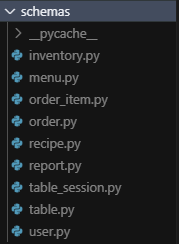 schemas
__pycache__
inventory.py
menu.py
order_item.py
order.py
recipe.py
report.py
table_session.py
table.py
user.py